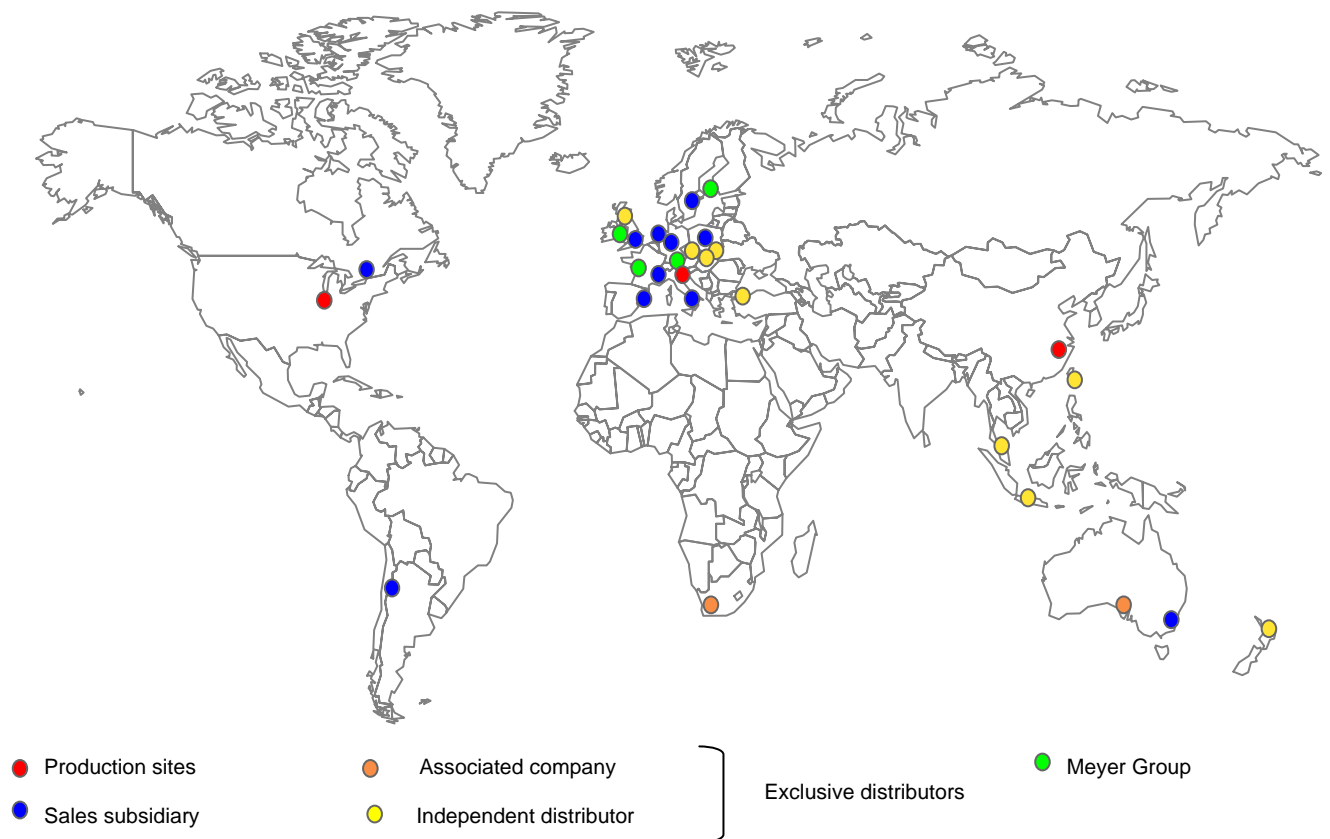 Production sites
Associated company
Meyer Group
Exclusive distributors
Sales subsidiary
Independent distributor